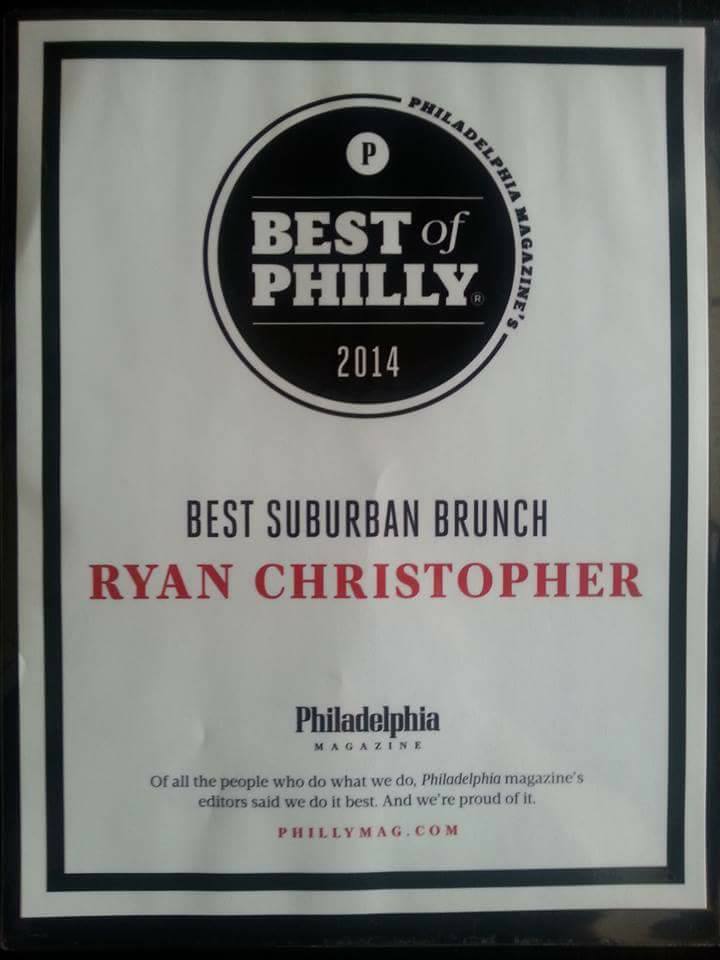 PHILADELPHIA MAGAZINE'S
P
BEST of
PHILLY®
2014
BEST SUBURBAN BRUNCH
RYAN CHRISTOPHER
Philadelphia
MAGAZINE
Of all the people who do what we do, Philadelphia magazine's
editors said we do it best. And we're proud of it.
PHILLYMAG.COM